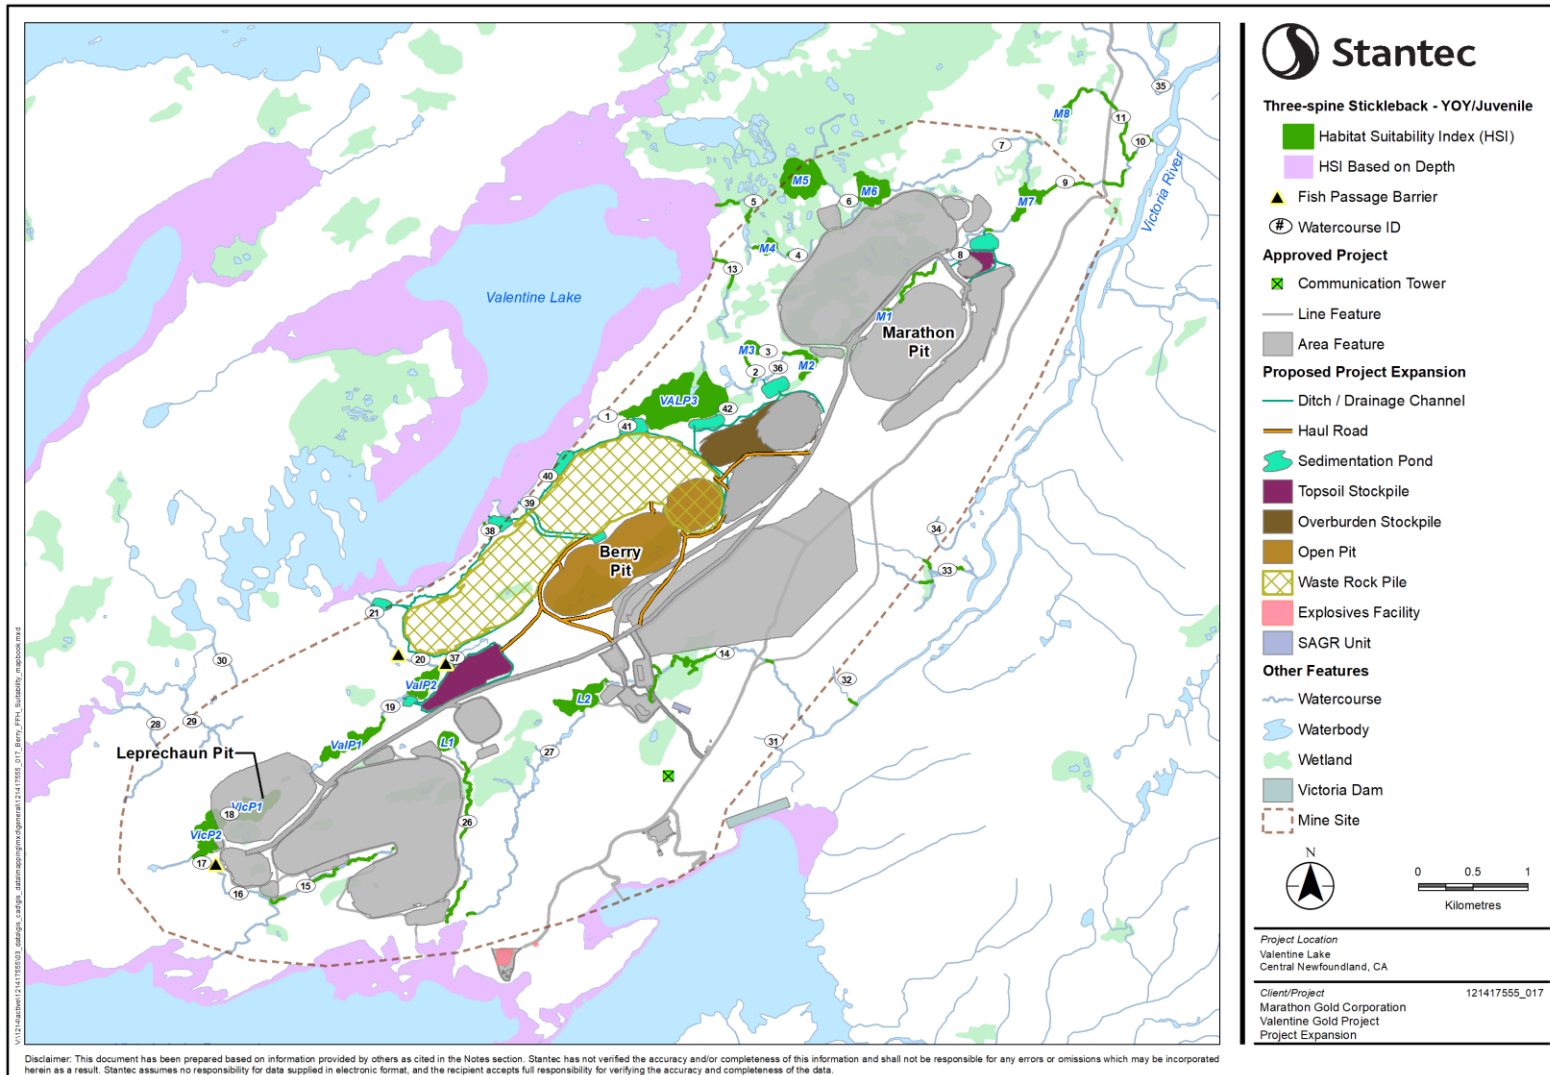 Stantec
Three-spine Stickleback - YOY/Juvenile
Habitat Suitability Index (HSI)
HSI Based on Depth
Fish Passage Barrier
# Watercourse ID
Approved Project
Communication Tower
Line Feature
Area Feature
Proposed Project Expansion
Ditch / Drainage Channel
Haul Road
Sedimentation Pond
Topsoil Stockpile
Overburden Stockpile
Open Pit
Waste Rock Pile
Explosives Facility
SAGR Unit
Other Features
Watercourse
Waterbody
Wetland
Victoria Dam
Mine Site
N
0 0.5 1
Kilometres
Project Location
Valentine Lake
Central Newfoundland, CA
Client/Project 121417555_017
Marathon Gold Corporation
Valentine Gold Project
Project Expansion
35
M8
11
10
7
Victoria River
M5
M6
9
5
6
M7
M4
4
8
13
Valentine Lake
M1
Marathon
Pit
M3
3
36
M2
2
VALP3
1
42
41
40
39
38
34
Berry
Pit
33
21
30
20
37
14
ValP2
32
19
L2
28
29
ValP1
L1
31
27
Leprechaun Pit
VicP1
18
26
VicP2
17
15
16
Disclaimer: This document has been prepared based on information provided by others as cited in the Notes section. Stantec has not verified the accuracy and/or completeness of this information and shall not be responsible for any errors or omissions which may be incorporated
herein as a result. Stantec assumes no responsibility for data supplied in electronic format, and the recipient accepts full responsibility for verifying the accuracy and completeness of the data.